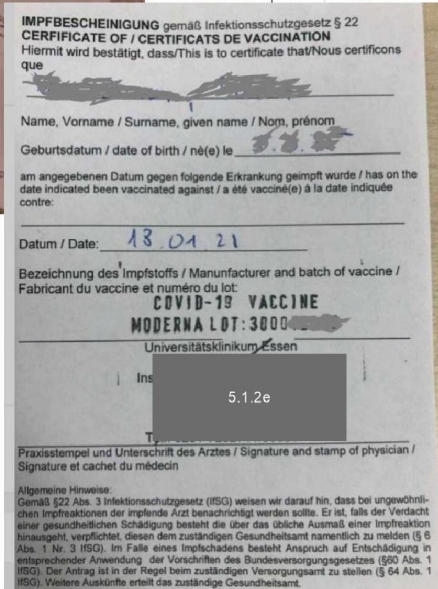 IMPFBESCHEINIGUNG gemäß Infektionsschutzgesetz § 22
CERFIFICATE OF / CERTIFICATS DE VACCINATION
Hiermit wird bestätigt, dass/This is to certificate that/Nous certificons
que
Name, Vorname / Surname, given name / Nom, prénom
Geburtsdatum / date of birth / nè(e) le
am angegebenen Datum gegen folgende Erkrankung geimpft wurde / has on the
date indicated been vaccinated against / a été vacciné(e) á la date indiquée
contre:
Datum / Date: 13.01.21
Bezeichnung des Impfstoffs / Manunfacturer and batch of vaccine /
Fabricant du vaccine et numéro du lot:
COVID-19 VACCINE
MODERNA LOT:3000
Universitätsklinikum Essen
Ins
5.1.2e
Praxisstempel und Unterschrift des Arztes / Signature and stamp of physician /
Signature et cachet du médecin
Allgemeine Hinweise:
Gemäß §22 Abs. 3 Infektionsschutzgesetz (IfSG) weisen wir darauf hin, dass bei ungewöhnli-
chen Impfreaktionen der impfende Arzt benachrichtigt werden sollte. Er ist, falls der Verdacht
einer gesundheitlichen Schädigung besteht die über das übliche Ausmaß einer Impfreaktion
hinausgeht, verpflichtet, diesen dem zuständigen Gesundheitsamt namentlich zu melden (§ 6
Abs. 1 Nr. 3 IfSG). Im Falle eines Impfschadens besteht Anspruch auf Entschädigung in
entsprechender Anwendung der Vorschriften des Bundesversorgungsgesetzes (§60 Abs. 1
IfSG). Der Antrag ist in der Regel beim zuständigen Versorgungsamt zu stellen (§ 64 Abs. 1
IfSG). Weitere Auskünfte erteilt das zuständige Gesundheitsamt.